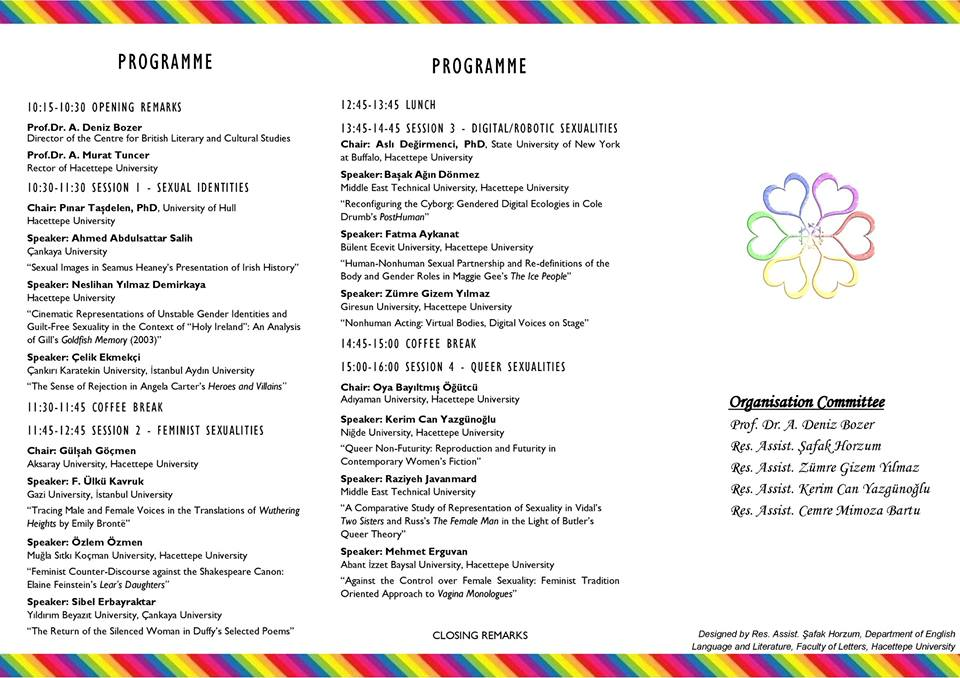 PROGRAMME
10:15-10:30 OPENING REMARKS
Prof.Dr. A. Deniz Bozer
Director of the Centre for British Literary and Cultural Studies
Prof.Dr. A. Murat Tuncer
Rector of Hacettepe University
10:30-11:30 SESSION 1 - SEXUAL IDENTITIES
Chair: Pınar Taşdelen, PhD, University of Hull
Hacettepe University
Speaker: Ahmed Abdulsattar Salih
Çankaya University
“Sexual Images in Seamus Heaney’s Presentation of Irish History”
Speaker: Neslihan Yılmaz Demirkaya
Hacettepe University
“Cinematic Representations of Unstable Gender Identities and
Guilt-Free Sexuality in the Context of “Holy Ireland”: An Analysis
of Gill’s Goldfish Memory (2003)”
Speaker: Çelik Ekmekçi
Çankırı Karatekin University, İstanbul Aydın University
“The Sense of Rejection in Angela Carter’s Heroes and Villains”
11:30-11:45 COFFEE BREAK
11:45-12:45 SESSION 2 - FEMINIST SEXUALITIES
Chair: Gülşah Göçmen
Aksaray University, Hacettepe University
Speaker: F. Ülkü Kavruk
Gazi University, İstanbul University
“Tracing Male and Female Voices in the Translations of Wuthering
Heights by Emily Brontë”
Speaker: Özlem Özmen
Muğla Sıtkı Koçman University, Hacettepe University
“Feminist Counter-Discourse against the Shakespeare Canon:
Elaine Feinstein’s Lear’s Daughters”
Speaker: Sibel Erbayraktar
Yıldırım Beyazıt University, Çankaya University
“The Return of the Silenced Woman in Duffy’s Selected Poems”
PROGRAMME
12:45-13:45 LUNCH
13:45-14-45 SESSION 3 - DIGITAL/ROBOTIC SEXUALITIES
Chair: Aslı Değirmenci, PhD, State University of New York
at Buffalo, Hacettepe University
Speaker: Başak Ağın Dönmez
Middle East Technical University, Hacettepe University
“Reconfiguring the Cyborg: Gendered Digital Ecologies in Cole
Drumb’s PostHuman”
Speaker: Fatma Aykanat
Bülent Ecevit University, Hacettepe University
“Human-Nonhuman Sexual Partnership and Re-definitions of the
Body and Gender Roles in Maggie Gee’s The Ice People”
Speaker: Zümre Gizem Yılmaz
Giresun University, Hacettepe University
“Nonhuman Acting: Virtual Bodies, Digital Voices on Stage”
14:45-15:00 COFFEE BREAK
15:00-16:00 SESSION 4 - QUEER SEXUALITIES
Chair: Oya Bayıltmış Öğütcü
Adıyaman University, Hacettepe University
Speaker: Kerim Can Yazgünoğlu
Niğde University, Hacettepe University
“Queer Non-Futurity: Reproduction and Futurity in
Contemporary Women’s Fiction”
Speaker: Raziyeh Javanmard
Middle East Technical University
“A Comparative Study of Representation of Sexuality in Vidal’s
Two Sisters and Russ’s The Female Man in the Light of Butler’s
Queer Theory”
Speaker: Mehmet Erguvan
Abant İzzet Baysal University, Hacettepe University
“Against the Control over Female Sexuality: Feminist Tradition
Oriented Approach to Vagina Monologues”
CLOSING REMARKS
Organisation Committee
Prof. Dr. A. Deniz Bozer
Res. Assist. Şafak Horzum
Res. Assist. Zümre Gizem Yılmaz
Res. Assist. Kerim Can Yazgünoğlu
Res. Assist. Cemre Mimoza Bartu
Designed by Res. Assist. Şafak Horzum, Department of English
Language and Literature, Faculty of Letters, Hacettepe University